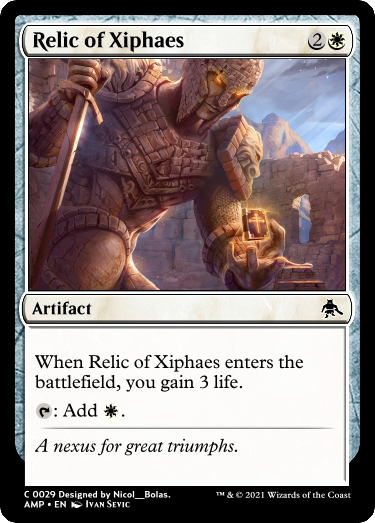 Relic of Xiphaes 2
Artifact
When Relic of Xiphaes enters the
battlefield, you gain 3 life.
: Add .
A nexus for great triumphs.
C 0029 Designed by Nicol__Bolas.
AMP • EN Ivan Sevic
™ & © 2021 Wizards of the Coast